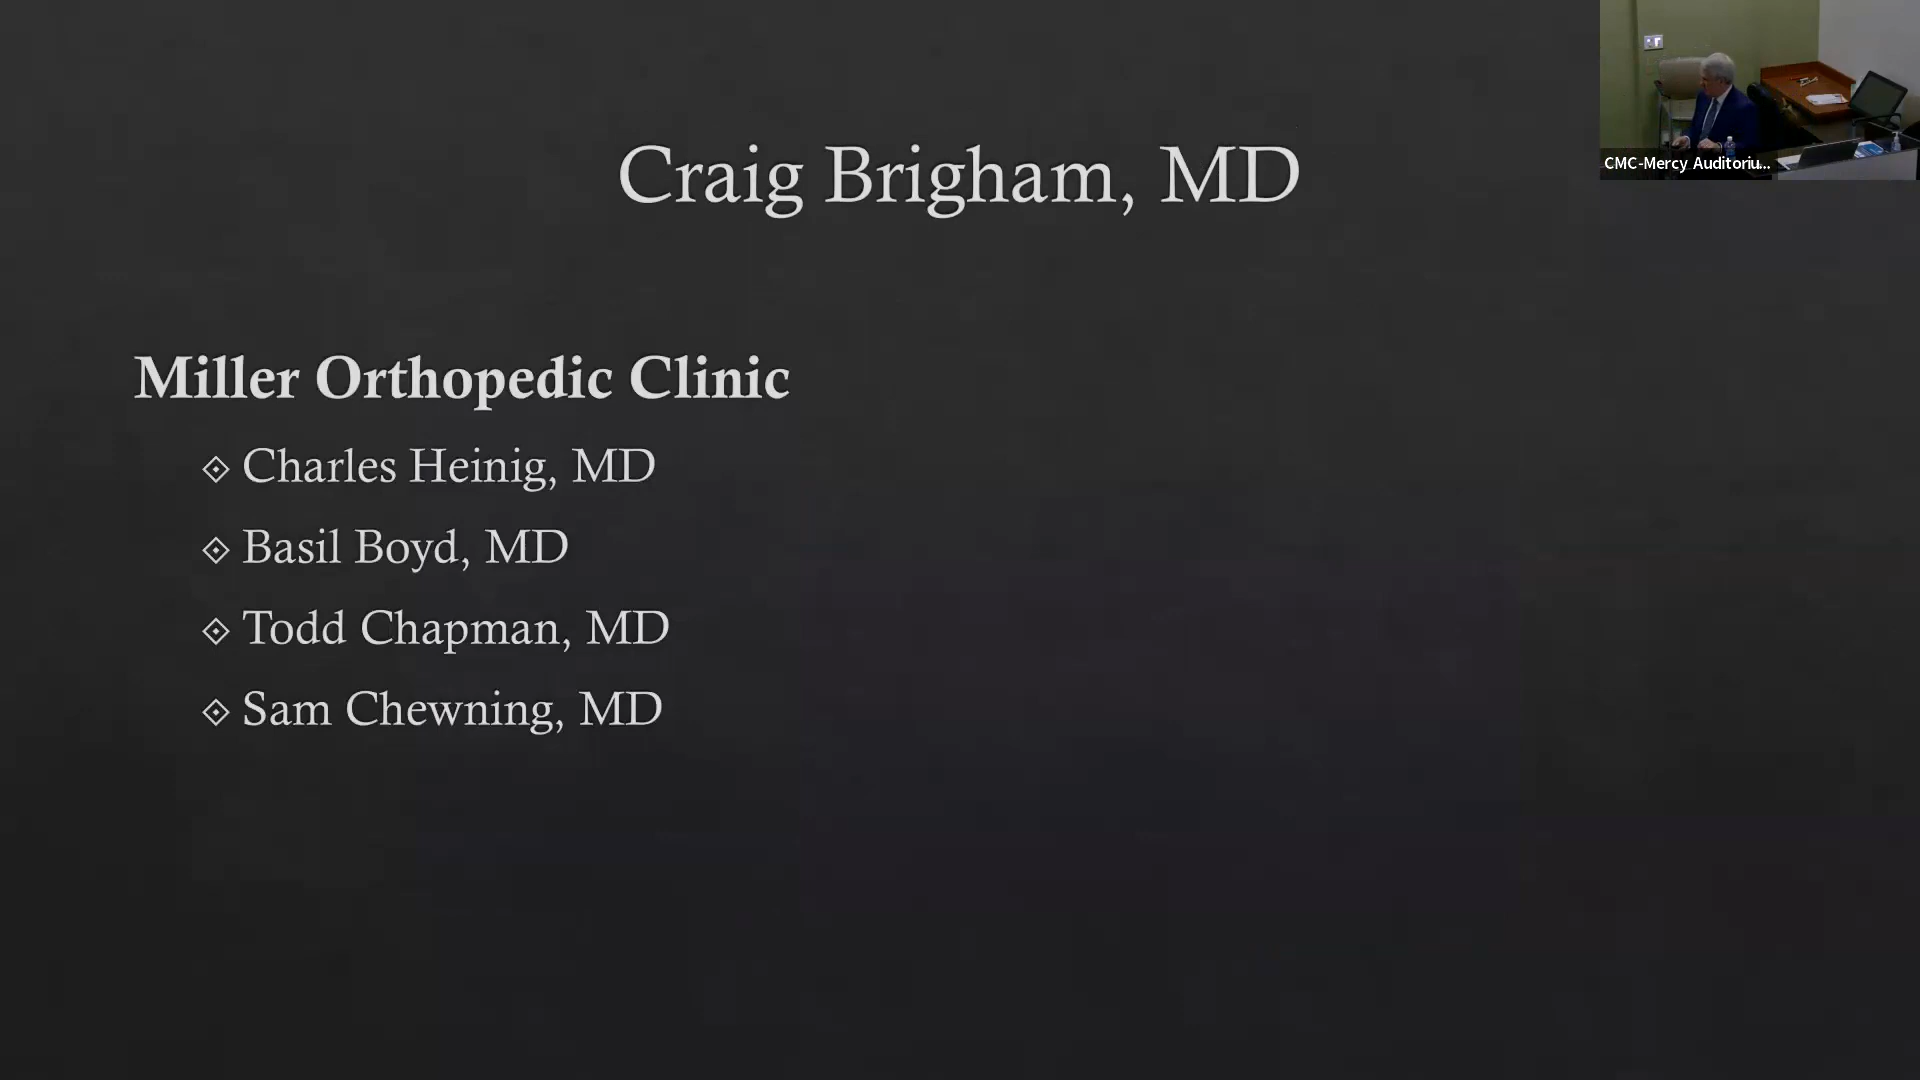 Craig Brigham, MD
CMC-Mercy Auditoriu...
Miller Orthopedic Clinic
Charles Heinig, MD
Basil Boyd, MD
Todd Chapman, MD
Sam Chewning, MD